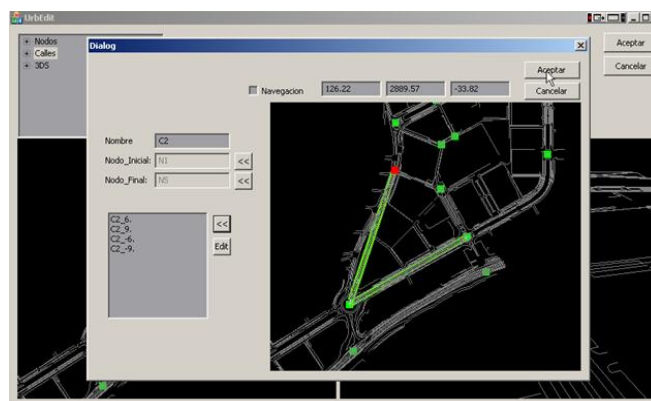 UrbEdit
Nodos
Calles
3DS
Aceptar
Cancelar
Dialog
Navegacion
126.22
2889.57
-33.82
Aceptar
Cancelar
Nombre
C2
Nodo_Inicial:
N1
<<
Nodo_Final:
N5
<<
C2_6.
C2_9.
C2_-6.
C2_-9.
<<
Edit